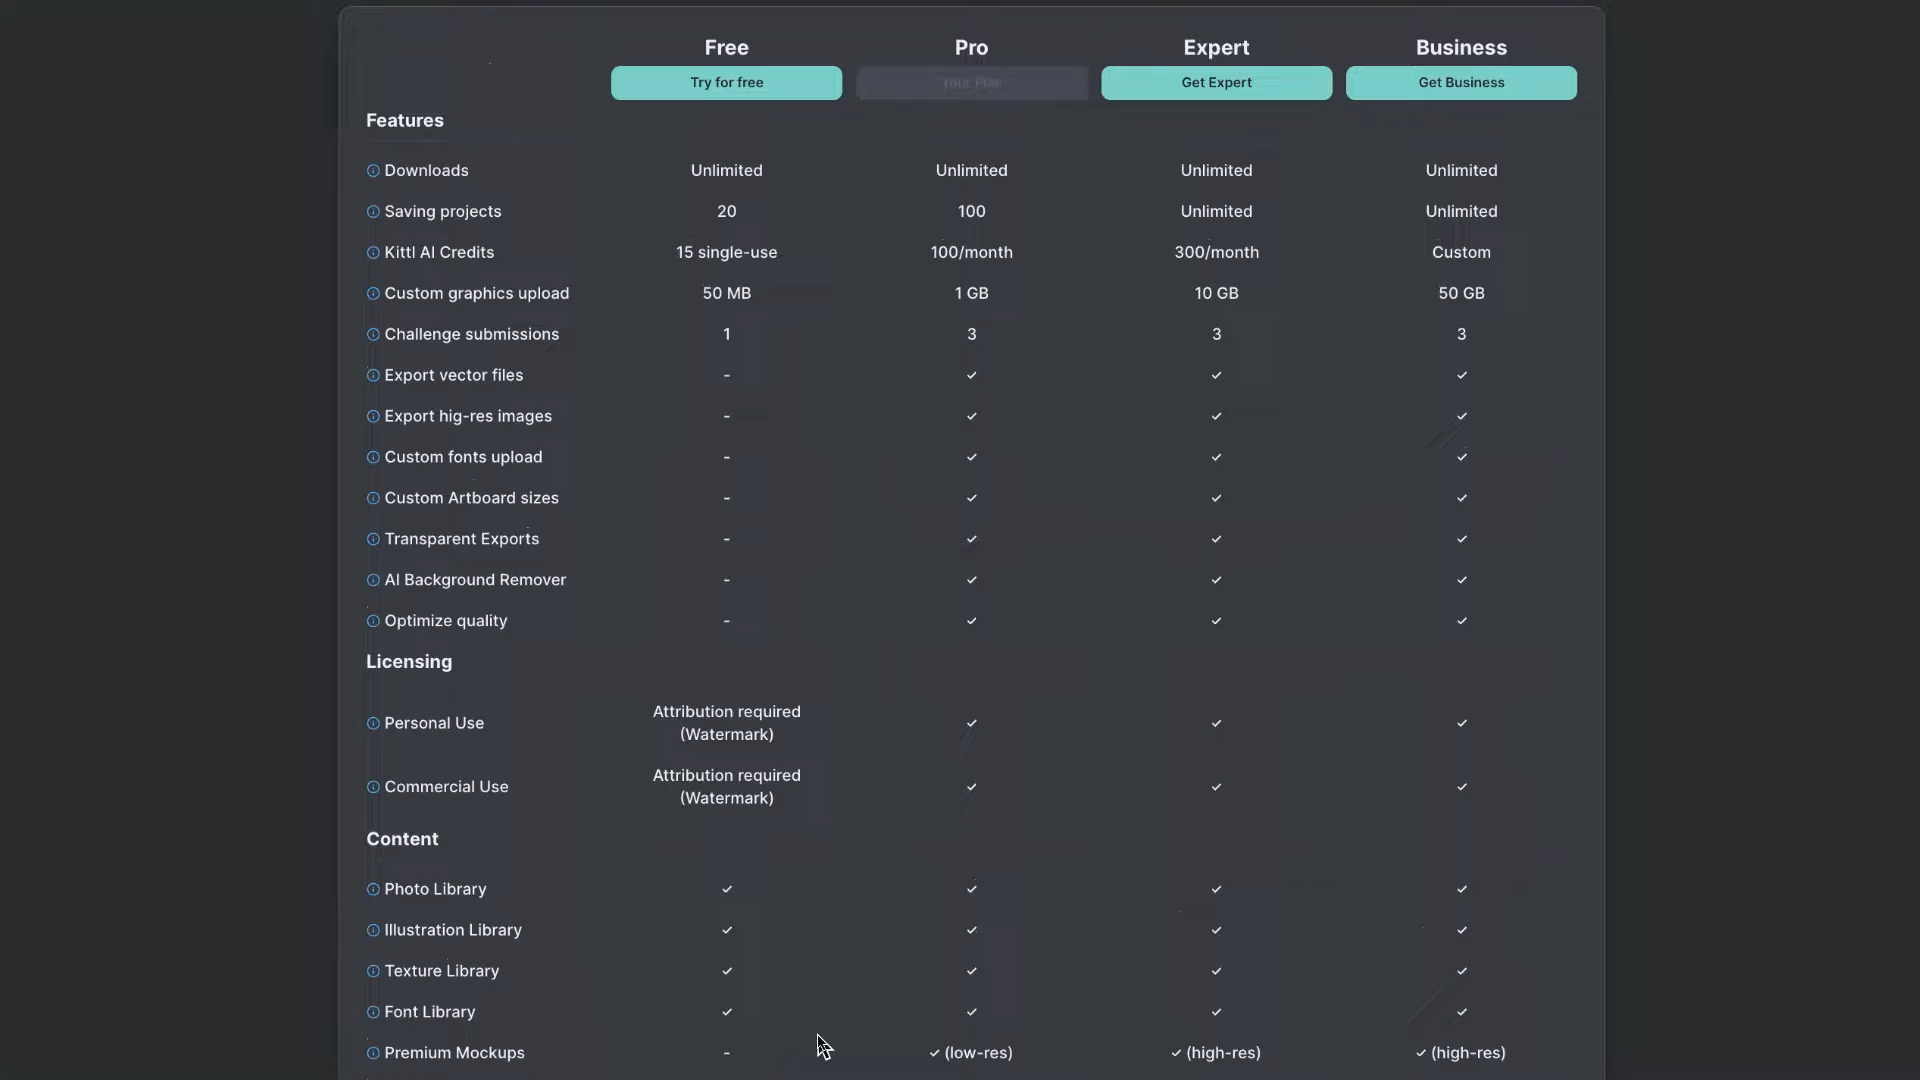 Free Pro Expert Business
Try for free Your Plan Get Expert Get Business
Features
Downloads Unlimited Unlimited Unlimited Unlimited
Saving projects 20 100 Unlimited Unlimited
Kittl AI Credits 15 single-use 100/month 300/month Custom
Custom graphics upload 50 MB 1 GB 10 GB 50 GB
Challenge submissions 1 3 3 3
Export vector files - ✓ ✓ ✓
Export hig-res images - ✓ ✓ ✓
Custom fonts upload - ✓ ✓ ✓
Custom Artboard sizes - ✓ ✓ ✓
Transparent Exports - ✓ ✓ ✓
AI Background Remover - ✓ ✓ ✓
Optimize quality - ✓ ✓ ✓
Licensing
Personal Use Attribution required (Watermark) ✓ ✓ ✓
Commercial Use Attribution required (Watermark) ✓ ✓ ✓
Content
Photo Library ✓ ✓ ✓ ✓
Illustration Library ✓ ✓ ✓ ✓
Texture Library ✓ ✓ ✓ ✓
Font Library ✓ ✓ ✓ ✓
Premium Mockups - ✓ (low-res) ✓ (high-res) ✓ (high-res)